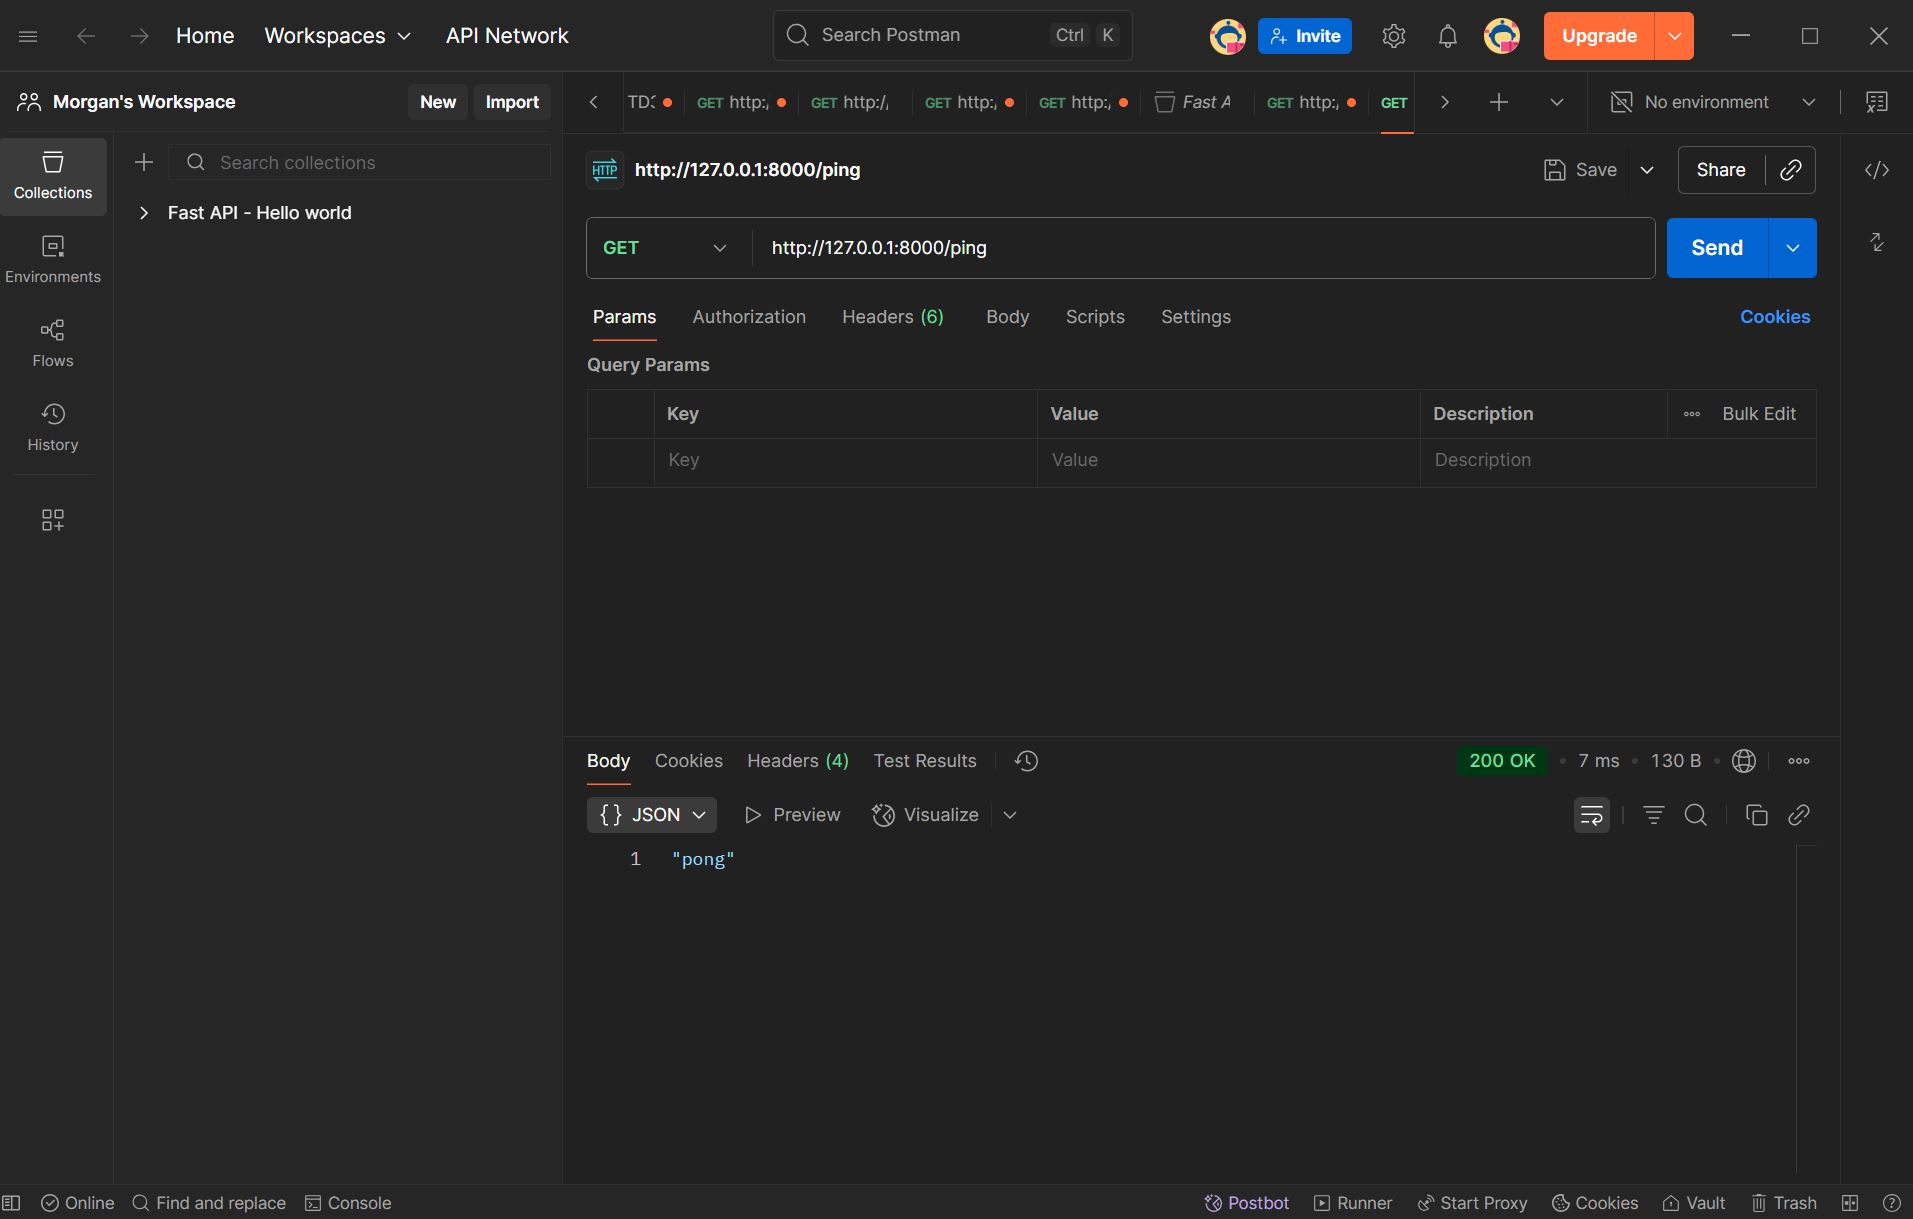 Home Workspaces API Network Search Postman Ctrl K Invite Upgrade
Morgan's Workspace New Import GET http: GET http:/ GET http: GET http: Fast A GET http: GET No environment
Collections
Search collections
Fast API - Hello world
Environments
Flows
History
HTTP http://127.0.0.1:8000/ping Save Share
GET http://127.0.0.1:8000/ping Send
Params Authorization Headers (6) Body Scripts Settings Cookies
Query Params
Key Value Description Bulk Edit
Key Value Description
Body Cookies Headers (4) Test Results 200 OK • 7 ms • 130 B •
{} JSON Preview Visualize
1 "pong"
Online Find and replace Console Postbot Runner Start Proxy Cookies Vault Trash